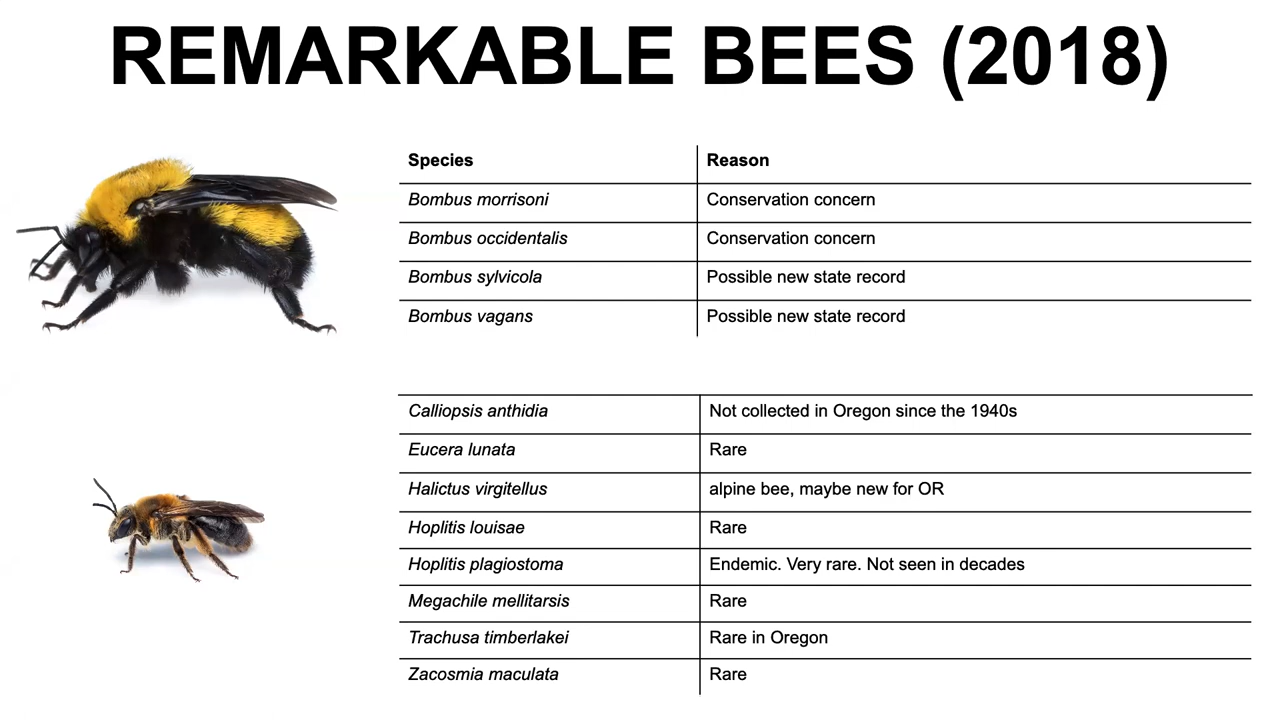 REMARKABLE BEES (2018)
Species Reason
Bombus morrisoni Conservation concern
Bombus occidentalis Conservation concern
Bombus sylvicola Possible new state record
Bombus vagans Possible new state record
Calliopsis anthidia Not collected in Oregon since the 1940s
Eucera lunata Rare
Halictus virgitellus alpine bee, maybe new for OR
Hoplitis louisae Rare
Hoplitis plagiostoma Endemic. Very rare. Not seen in decades
Megachile mellitarsis Rare
Trachusa timberlakei Rare in Oregon
Zacosmia maculata Rare